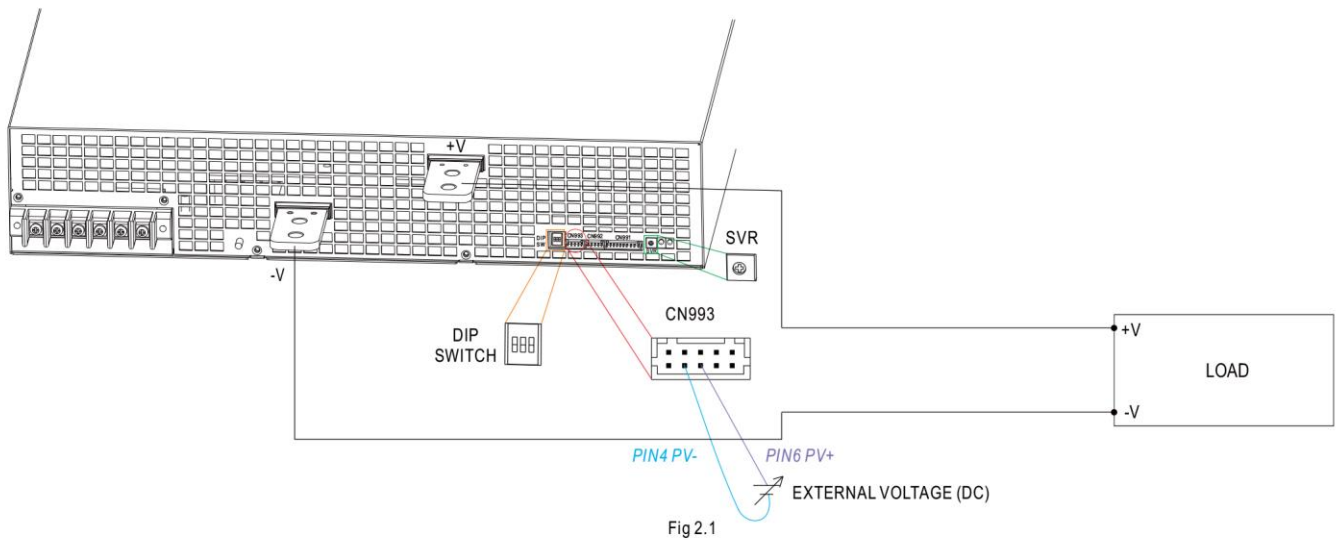 +V
-V
DIP
SW
CN993
CN992
CN991
SVR
SVR
DIP
SWITCH
CN993
+V
LOAD
-V
PIN4 PV-
PIN6 PV+
EXTERNAL VOLTAGE (DC)
Fig 2.1